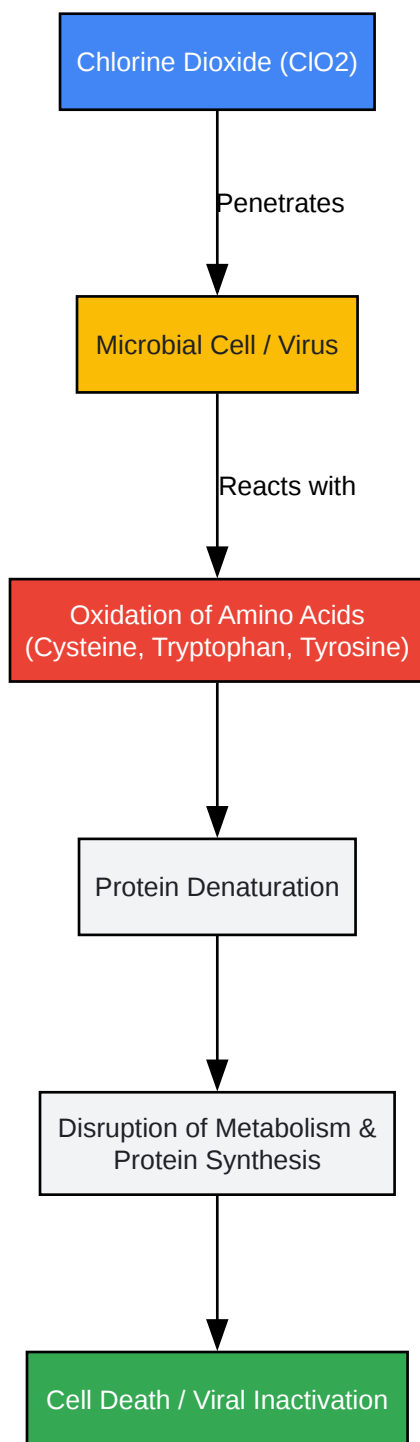 Chlorine Dioxide (ClO2)
Penetrates
Microbial Cell / Virus
Reacts with
Oxidation of Amino Acids
(Cysteine, Tryptophan, Tyrosine)
Protein Denaturation
Disruption of Metabolism &
Protein Synthesis
Cell Death / Viral Inactivation